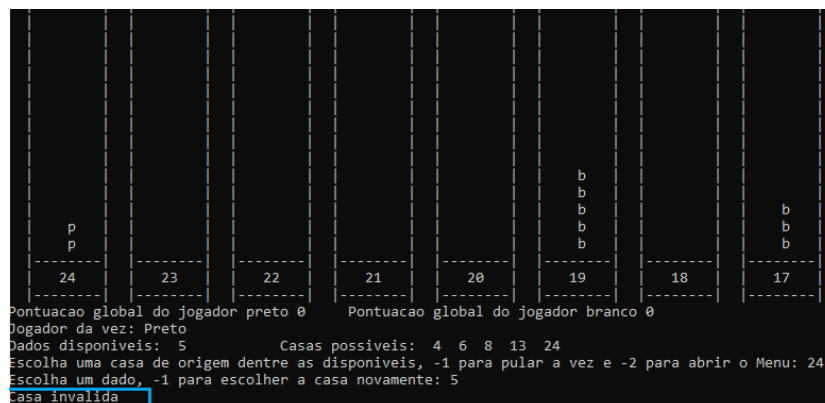 b
b
b b
p b b
p b b
24 23 22 21 20 19 18 17
Pontuacao global do jogador preto 0 Pontuacao global do jogador branco 0
Jogador da vez: Preto
Dados disponiveis: 5 Casas possiveis: 4 6 8 13 24
Escolha uma casa de origem dentre as disponiveis, -1 para pular a vez e -2 para abrir o Menu: 24
Escolha um dado, -1 para escolher a casa novamente: 5
Casa invalida